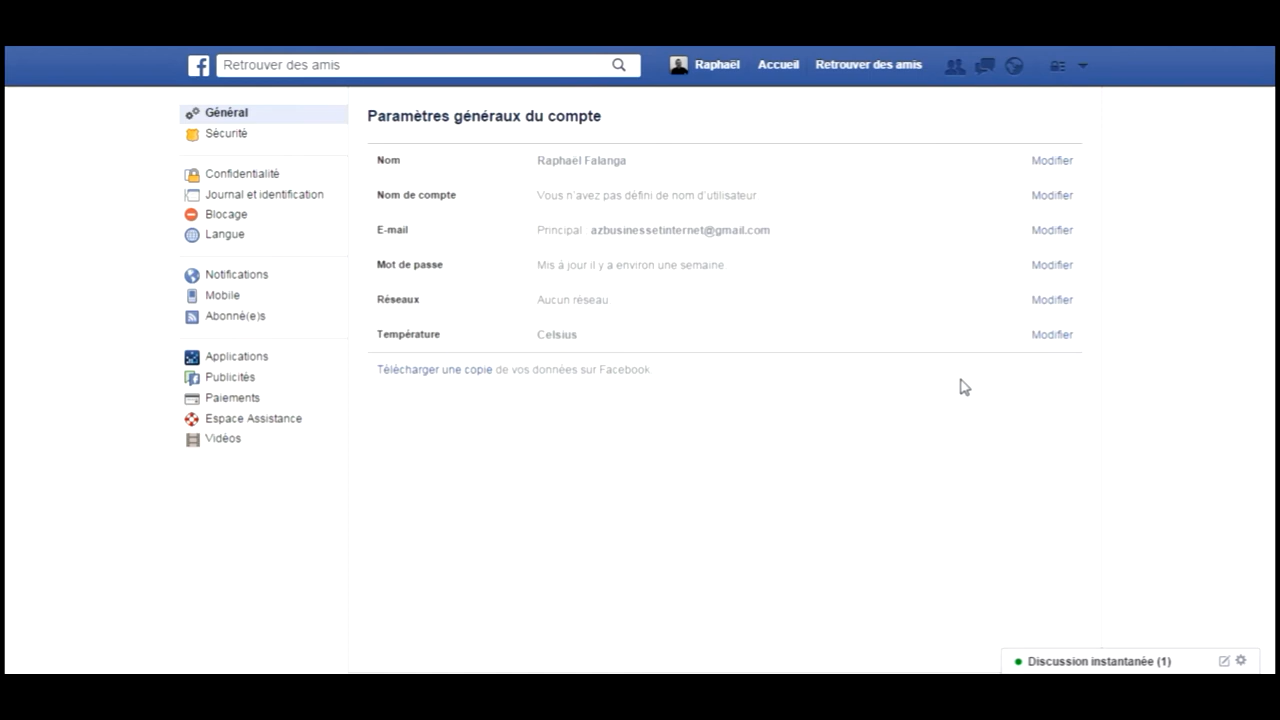 Retrouver des amis
Raphaël Accueil Retrouver des amis
Général
Sécurité
Confidentialité
Journal et identification
Blocage
Langue
Notifications
Mobile
Abonné(e)s
Applications
Publicités
Paiements
Espace Assistance
Vidéos
Paramètres généraux du compte
Nom Raphaël Falanga Modifier
Nom de compte Vous n'avez pas défini de nom d'utilisateur Modifier
E-mail Principal : azbusinessetinternet@gmail.com Modifier
Mot de passe Mis à jour il y a environ une semaine. Modifier
Réseaux Aucun réseau Modifier
Température Celsius Modifier
Télécharger une copie de vos données sur Facebook
Discussion instantanée (1)